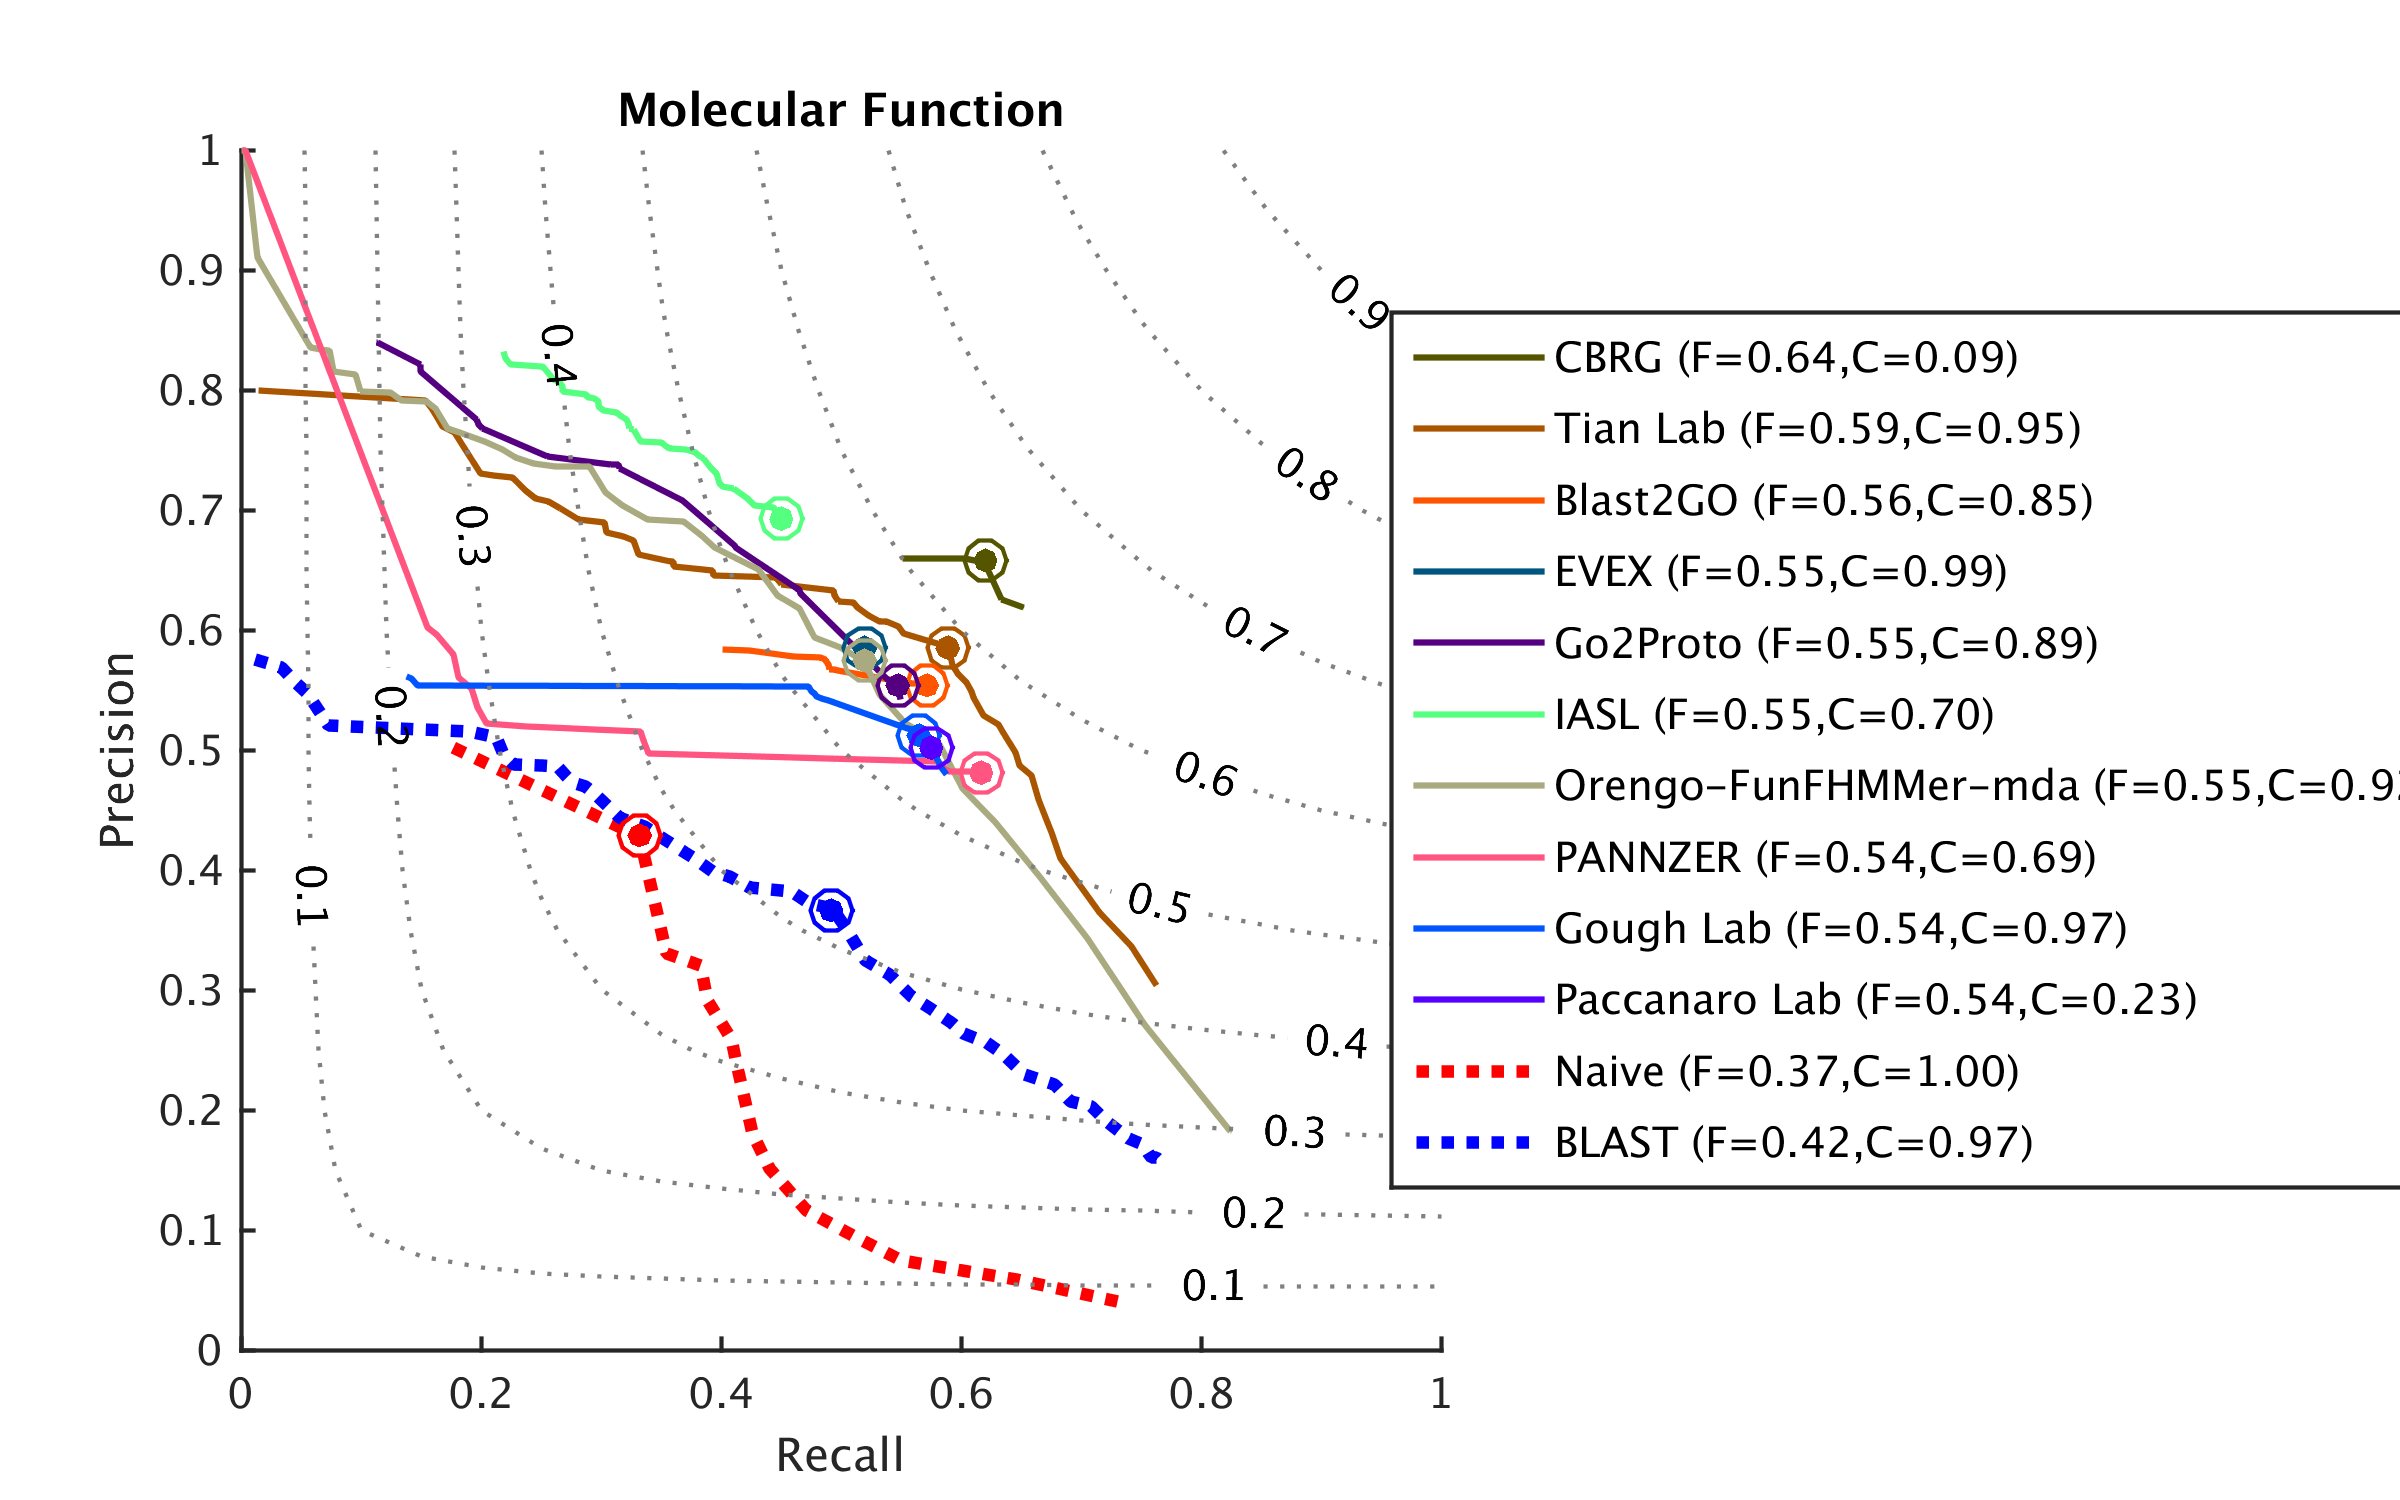 Molecular Function
Precision
1
0.9
0.8
0.7
0.6
0.5
0.4
0.3
0.2
0.1
0
0
0.2
0.4
0.6
0.8
1
Recall
0.4
0.3
0.2
0.1
0.9
0.8
0.7
0.6
0.5
0.4
0.3
0.2
0.1
CBRG (F=0.64,C=0.09)
Tian Lab (F=0.59,C=0.95)
Blast2GO (F=0.56,C=0.85)
EVEX (F=0.55,C=0.99)
Go2Proto (F=0.55,C=0.89)
IASL (F=0.55,C=0.70)
Orengo-FunFHMMer-mda (F=0.55,C=0.9
PANNZER (F=0.54,C=0.69)
Gough Lab (F=0.54,C=0.97)
Paccanaro Lab (F=0.54,C=0.23)
Naive (F=0.37,C=1.00)
BLAST (F=0.42,C=0.97)